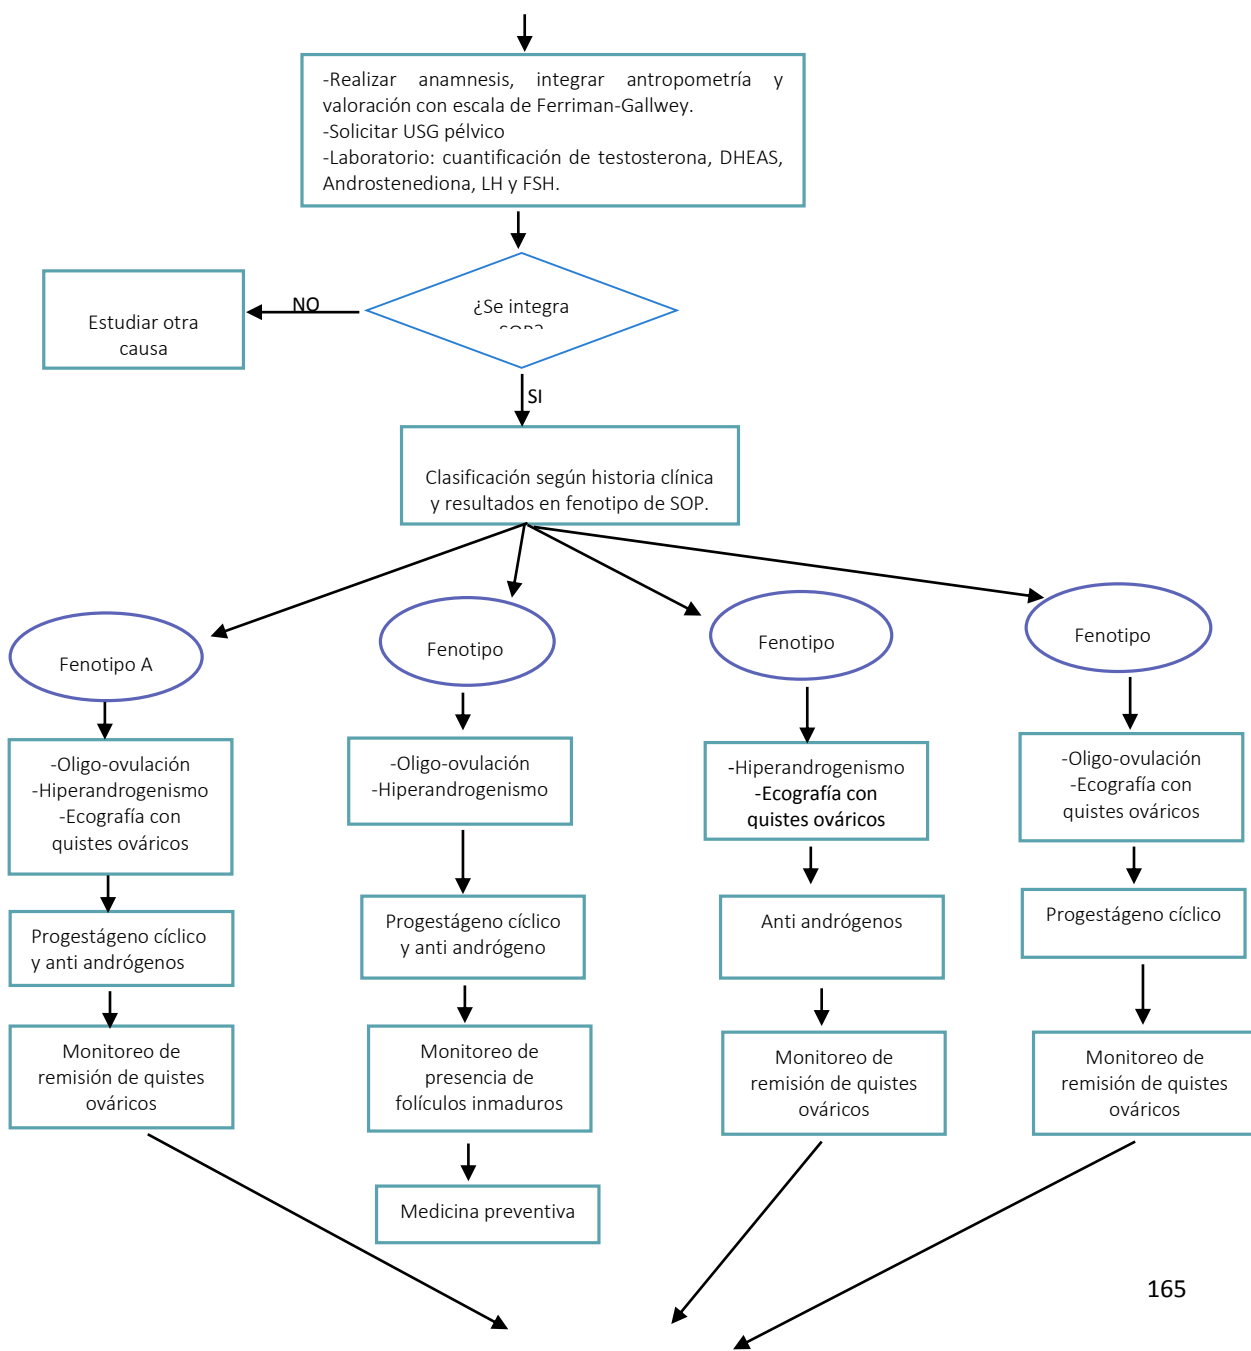 -Realizar anamnesis, integrar antropometría y
valoración con escala de Ferriman-Gallwey.
-Solicitar USG pélvico
-Laboratorio: cuantificación de testosterona, DHEAS,
Androstenediona, LH y FSH.
¿Se integra
NO
Estudiar otra
causa
SI
Clasificación según historia clínica
y resultados en fenotipo de SOP.
Fenotipo A
Fenotipo
Fenotipo
Fenotipo
-Oligo-ovulación
-Hiperandrogenismo
-Ecografía con
quistes ováricos
-Oligo-ovulación
-Hiperandrogenismo
-Hiperandrogenismo
-Ecografía con
quistes ováricos
-Oligo-ovulación
-Ecografía con
quistes ováricos
Progestágeno cíclico
y anti andrógenos
Progestágeno cíclico
y anti andrógeno
Anti andrógenos
Progestágeno cíclico
Monitoreo de
remisión de quistes
ováricos
Monitoreo de
presencia de
folículos inmaduros
Monitoreo de
remisión de quistes
ováricos
Monitoreo de
remisión de quistes
ováricos
Medicina preventiva
165